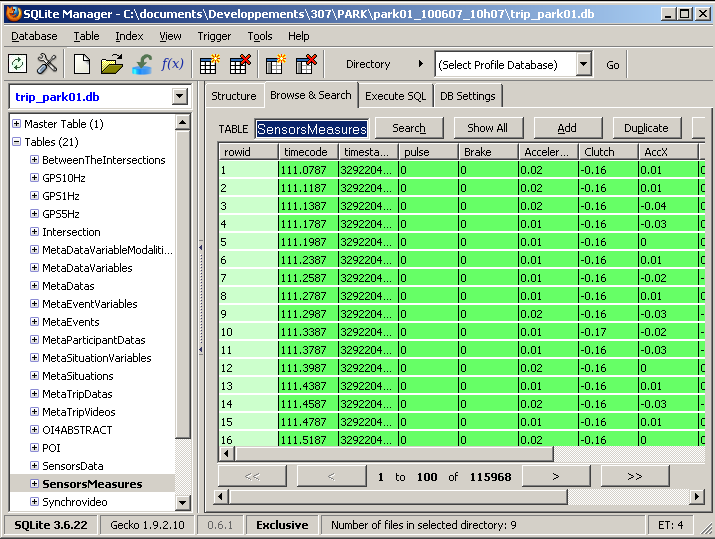 SQLite Manager - C:\documents\Developpements\307\PARK\park01_100607_10h07\trip_park01.db
Database Table Index View Trigger Tools Help
f(x) Directory (Select Profile Database) Go
trip_park01.db
Master Table (1)
Tables (21)
BetweenTheIntersections
GPS10Hz
GPS1Hz
GPS5Hz
Intersection
MetaDataVariableModaliti...
MetaDataVariables
MetaDatas
MetaEventVariables
MetaEvents
MetaParticipantDatas
MetaSituationVariables
MetaSituations
MetaTripDatas
MetaTripVideos
OI4ABSTRACT
POI
SensorsData
SensorsMeasures
Synchrovideo
Structure Browse & Search Execute SQL DB Settings
TABLE SensorsMeasures Search Show All Add Duplicate
rowid timecode timesta... pulse Brake Acceler... Clutch AccX
1 111.0787 3292204... 0 0 0.02 -0.16 0.01
2 111.1187 3292204... 0 0 0.01 -0.16 0.01
3 111.1387 3292204... 0 0 0.02 -0.16 -0.04
4 111.1787 3292204... 0 0 0.01 -0.16 -0.03
5 111.1987 3292204... 0 0 0.01 -0.16 0
6 111.2387 3292204... 0 0 0.01 -0.16 0.01
7 111.2587 3292204... 0 0 0.01 -0.16 -0.02
8 111.2787 3292204... 0 0 0.01 -0.16 0.01
9 111.2987 3292204... 0 0 0.02 -0.16 -0.03
10 111.3387 3292204... 0 0 0.01 -0.17 -0.02
11 111.3787 3292204... 0 0 0.01 -0.16 -0.03
12 111.3987 3292204... 0 0 0.02 -0.16 0
13 111.4387 3292204... 0 0 0.01 -0.16 0.01
14 111.4587 3292204... 0 0 0.02 -0.16 -0.03
15 111.4787 3292204... 0 0 0.01 -0.16 0.01
16 111.5187 3292204... 0 0 0.02 -0.16 0
<< < 1 to 100 of 115968 > >>
SQLite 3.6.22 Gecko 1.9.2.10 0.6.1 Exclusive Number of files in selected directory: 9 ET: 4